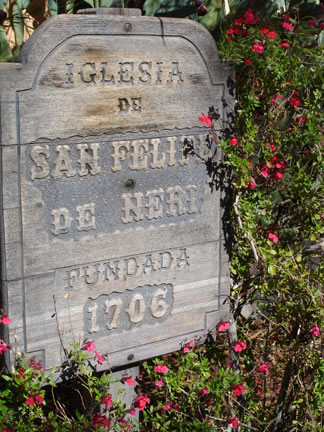 IGLESIA
DE
SAN FELIPE
DE NERI
FUNDADA
1706